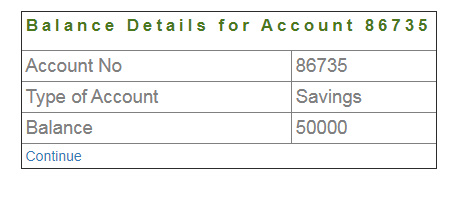 Balance Details for Account 86735
Account No 86735
Type of Account Savings
Balance 50000
Continue